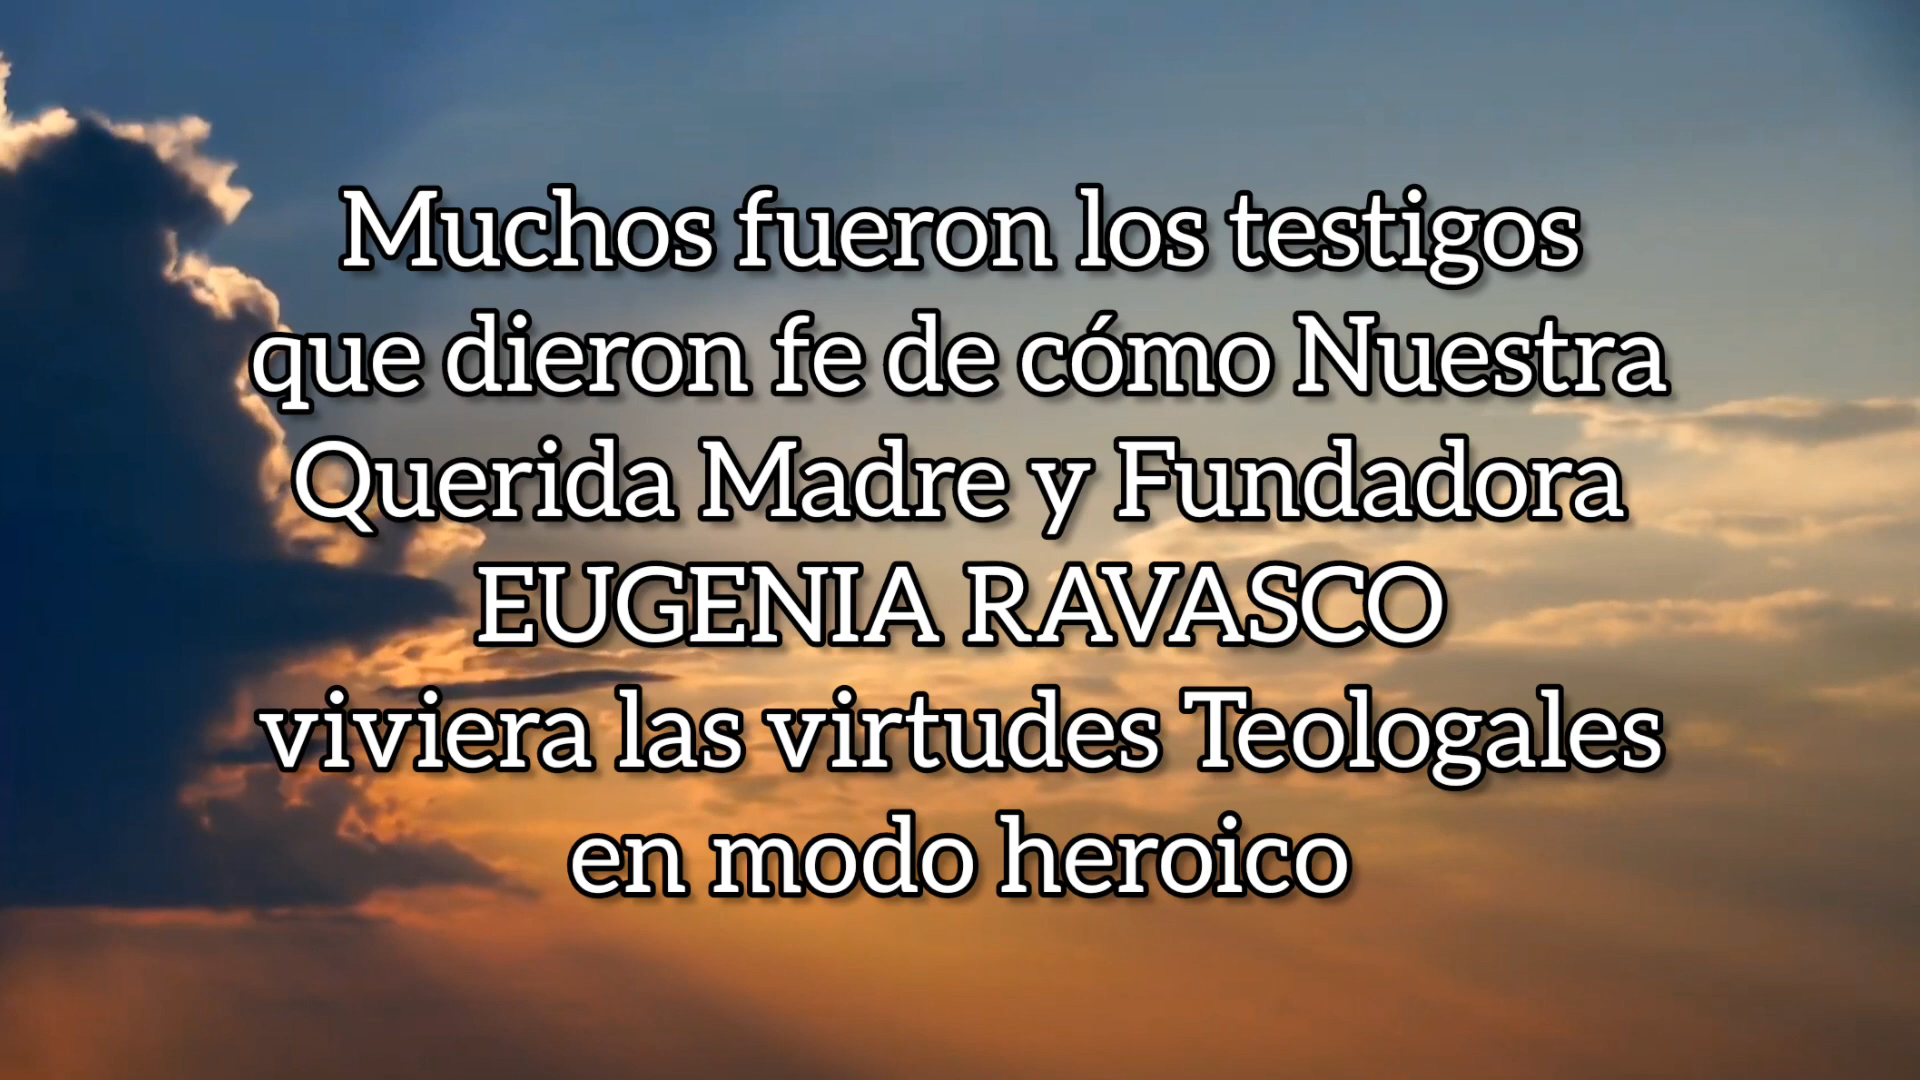 Muchos fueron los testigos
que dieron fe de cómo Nuestra
Querida Madre y Fundadora
EUGENIA RAVASCO
viviera las virtudes Teologales
en modo heroico